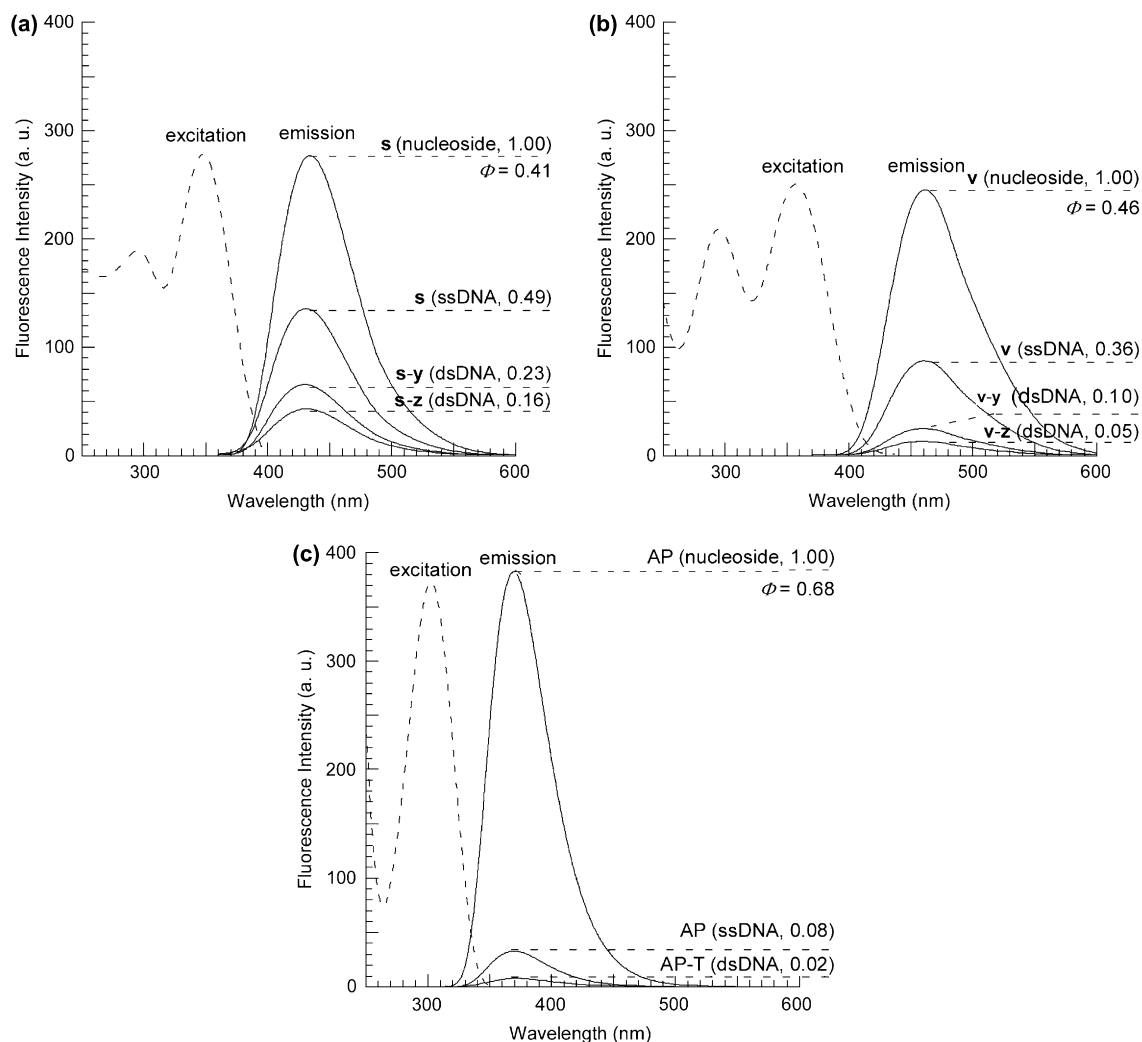 (a)
400
300
200
100
0
Fluorescence Intensity (a. u.)
excitation
emission
s (nucleoside, 1.00)
Φ = 0.41
s (ssDNA, 0.49)
s-y (dsDNA, 0.23)
s-z (dsDNA, 0.16)
300
400
500
600
Wavelength (nm)
(b)
400
300
200
100
0
Fluorescence Intensity (a. u.)
excitation
emission
v (nucleoside, 1.00)
Φ = 0.46
v (ssDNA, 0.36)
v-y (dsDNA, 0.10)
v-z (dsDNA, 0.05)
300
400
500
600
Wavelength (nm)
(c)
400
300
200
100
0
Fluorescence Intensity (a. u.)
excitation
emission
AP (nucleoside, 1.00)
Φ = 0.68
AP (ssDNA, 0.08)
AP-T (dsDNA, 0.02)
300
400
500
600
Wavelength (nm)